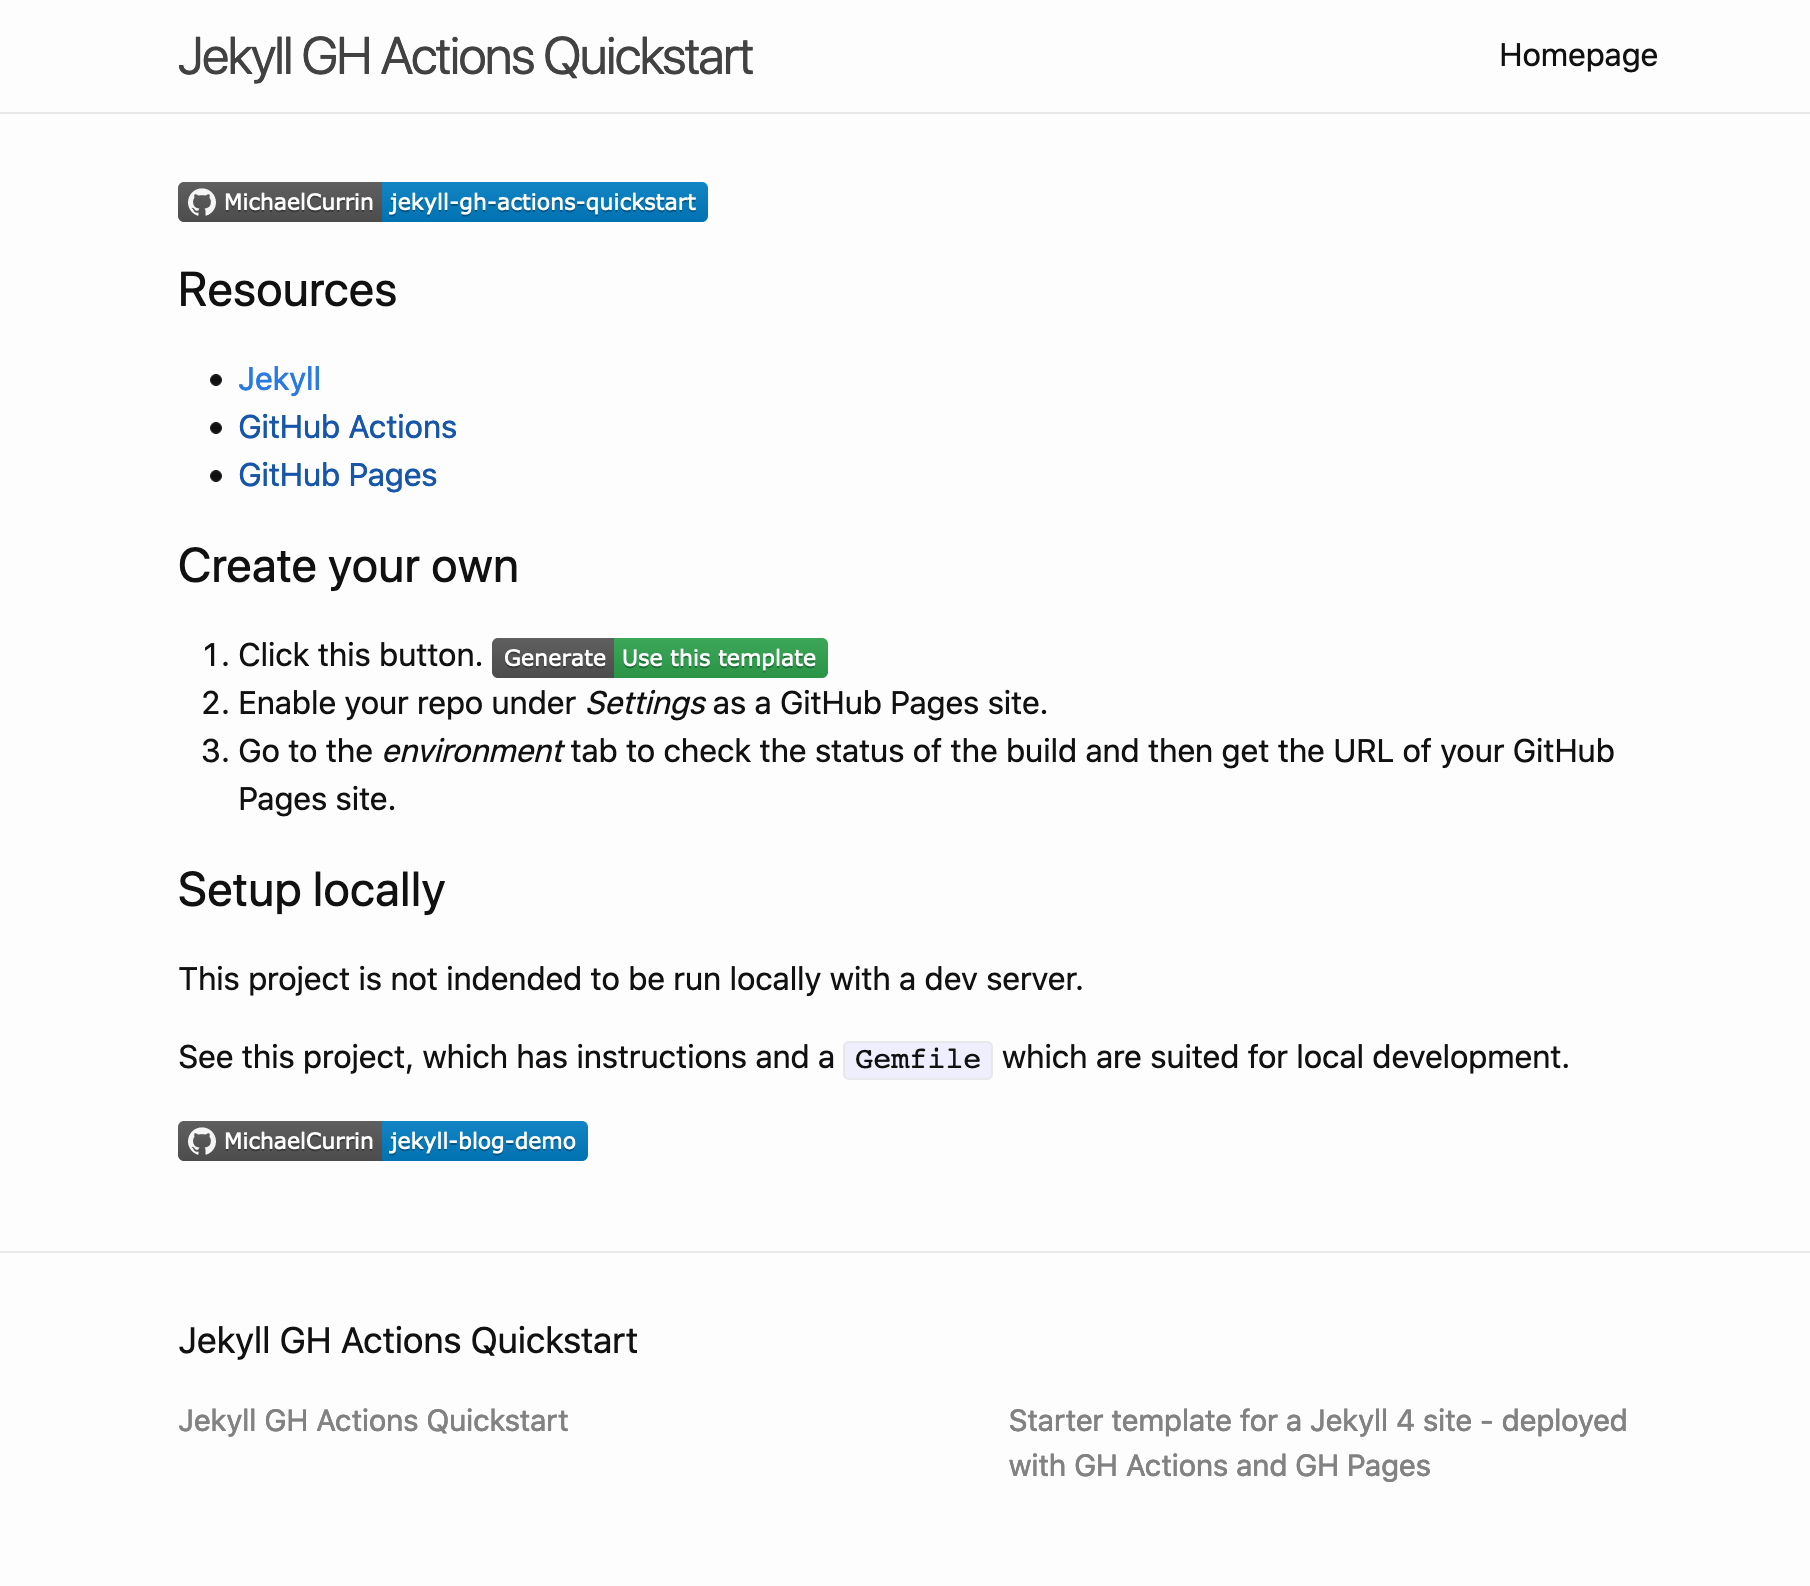 Jekyll GH Actions Quickstart
Homepage
MichaelCurrin jekyll-gh-actions-quickstart
Resources
• Jekyll
• GitHub Actions
• GitHub Pages
Create your own
1. Click this button. Generate Use this template
2. Enable your repo under Settings as a GitHub Pages site.
3. Go to the environment tab to check the status of the build and then get the URL of your GitHub
Pages site.
Setup locally
This project is not indended to be run locally with a dev server.
See this project, which has instructions and a Gemfile which are suited for local development.
MichaelCurrin jekyll-blog-demo
Jekyll GH Actions Quickstart
Jekyll GH Actions Quickstart
Starter template for a Jekyll 4 site - deployed
with GH Actions and GH Pages